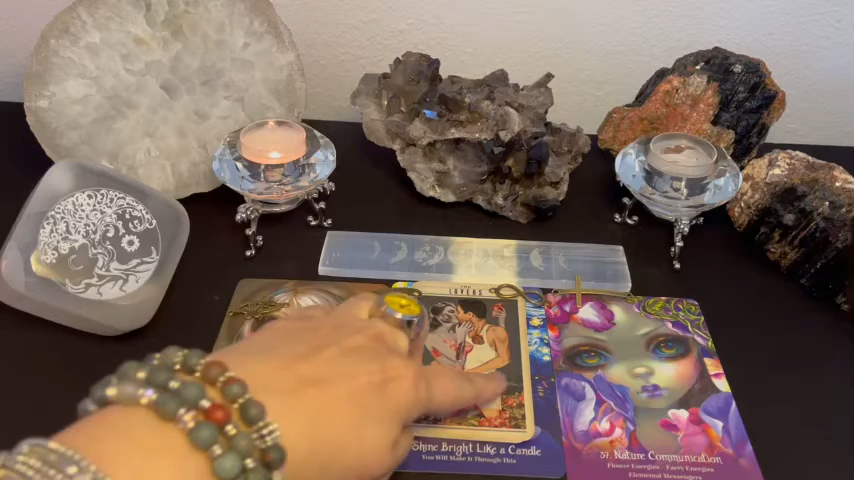 THE
LOVERS
Shine Bright Like a Candle
You Will Make It Through This
37. Nature Communication
Flower Energies - Faery Energies
Elemental Messengers